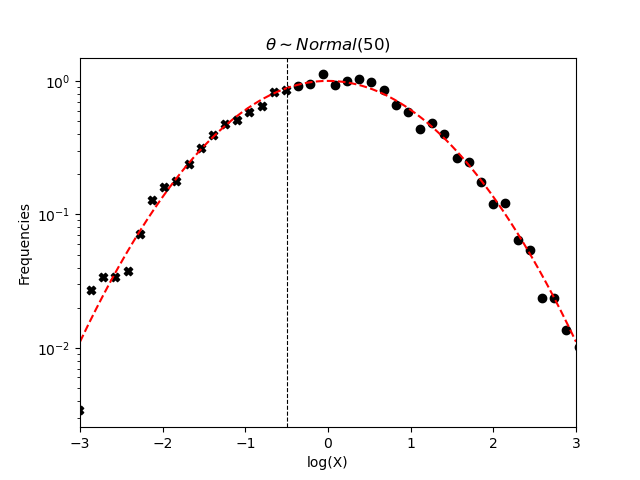 θ ~ Normal(50)
Frequencies
10⁰
10⁻¹
10⁻²
−3 −2 −1 0 1 2 3
log(X)